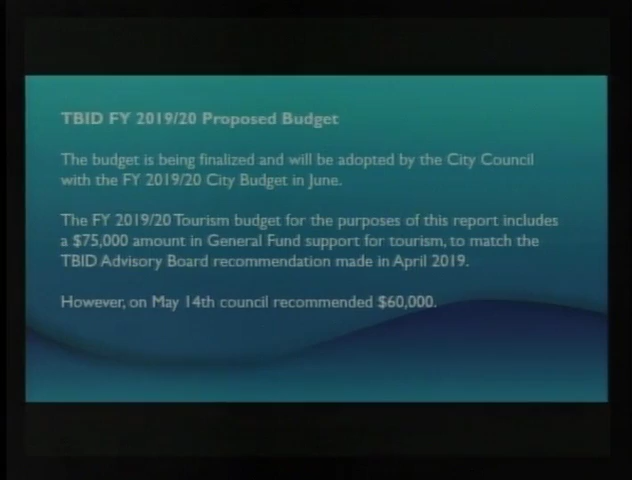 TBID FY 2019/20 Proposed Budget
The budget is being finalized and will be adopted by the City Council
with the FY 2019/20 City Budget in June.
The FY 2019/20 Tourism budget for the purposes of this report includes
a $75,000 amount in General Fund support for tourism, to match the
TBID Advisory Board recommendation made in April 2019.
However, on May 14th council recommended $60,000.